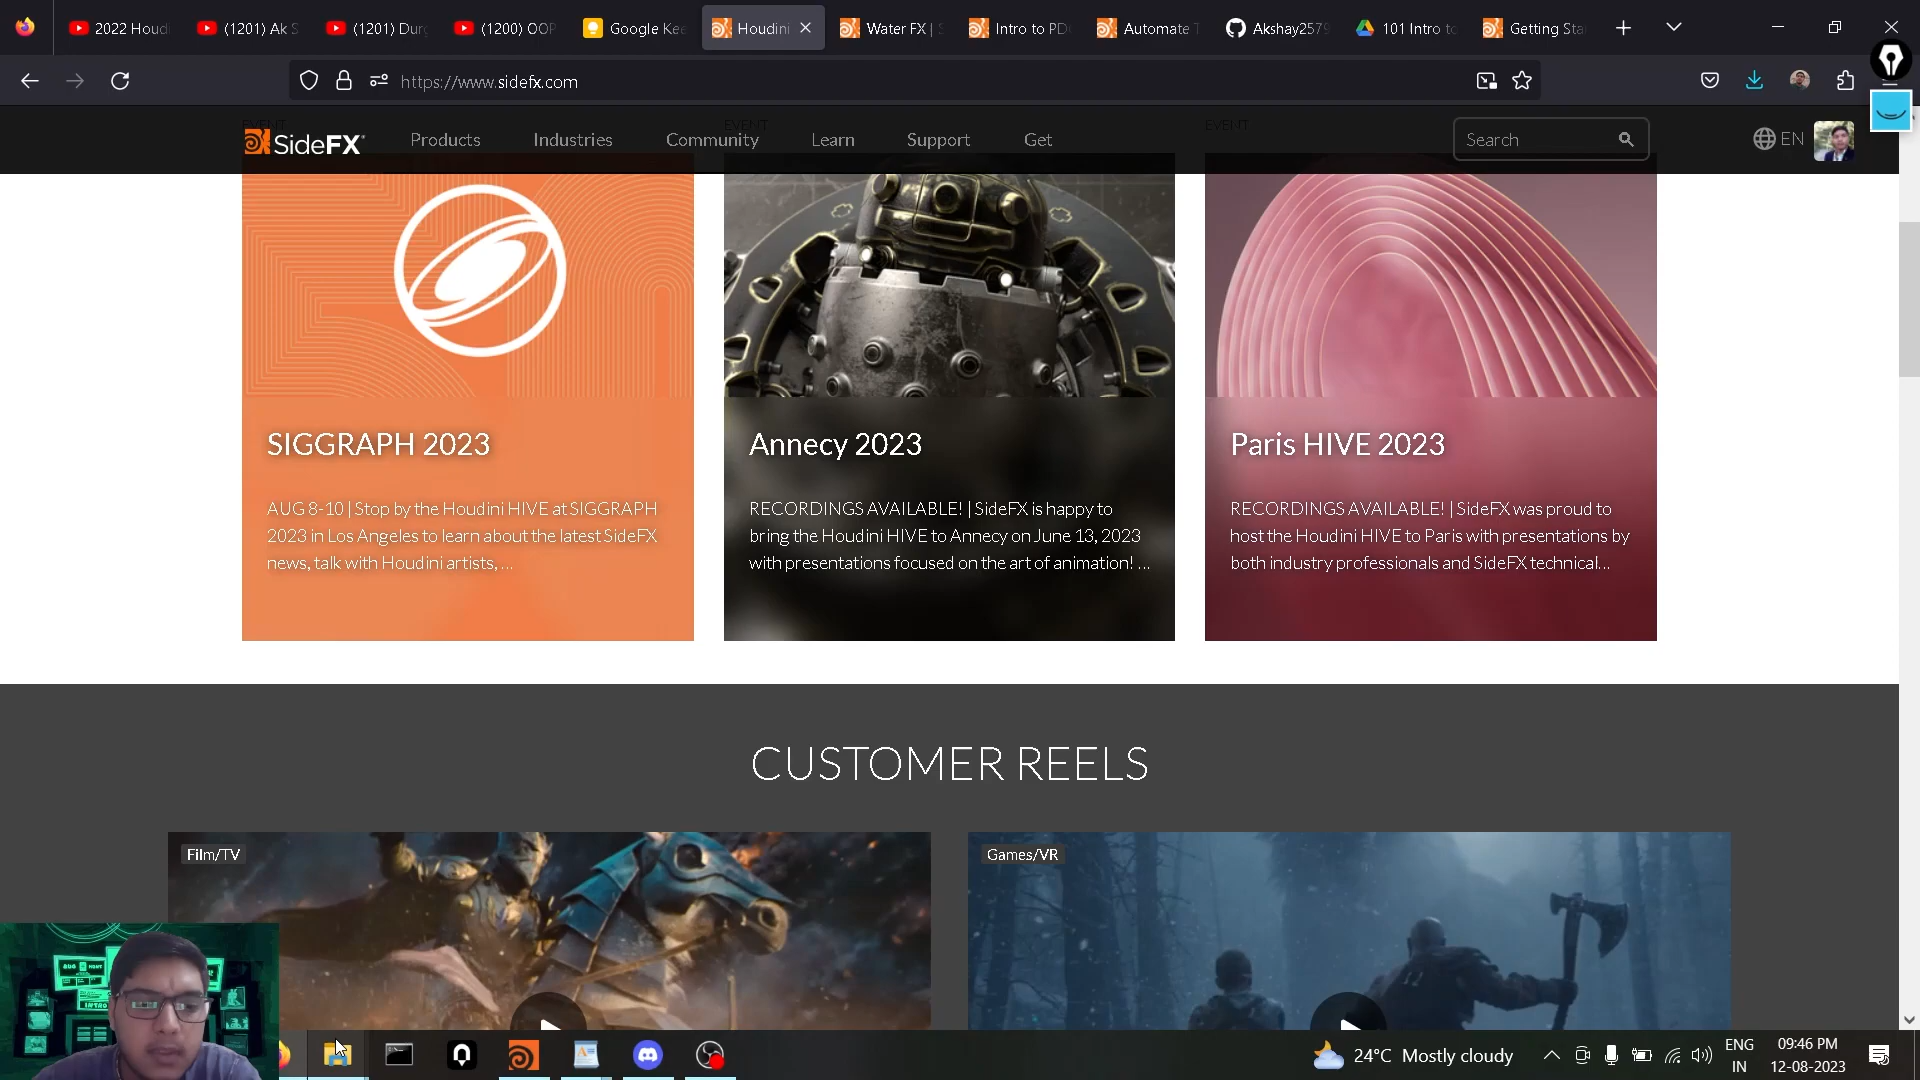 2022 Houdi
(1201) Ak S
(1201) Durg
(1200) OOP
Google Kee
Houdini
Water FX | S
Intro to PD
Automate T
Akshay2579
101 Intro to
Getting Sta
https://www.sidefx.com
EVENT
EVENT
EVENT
SideFX
Products
Industries
Community
Learn
Support
Get
Search
EN
SIGGRAPH 2023
AUG 8-10 | Stop by the Houdini HIVE at SIGGRAPH
2023 in Los Angeles to learn about the latest SideFX
news, talk with Houdini artists, ...
Annecy 2023
RECORDINGS AVAILABLE! | SideFX is happy to
bring the Houdini HIVE to Annecy on June 13, 2023
with presentations focused on the art of animation! ...
Paris HIVE 2023
RECORDINGS AVAILABLE! | SideFX was proud to
host the Houdini HIVE to Paris with presentations by
both industry professionals and SideFX technical...
CUSTOMER REELS
Film/TV
Games/VR
24°C Mostly cloudy
ENG
IN
09:46 PM
12-08-2023